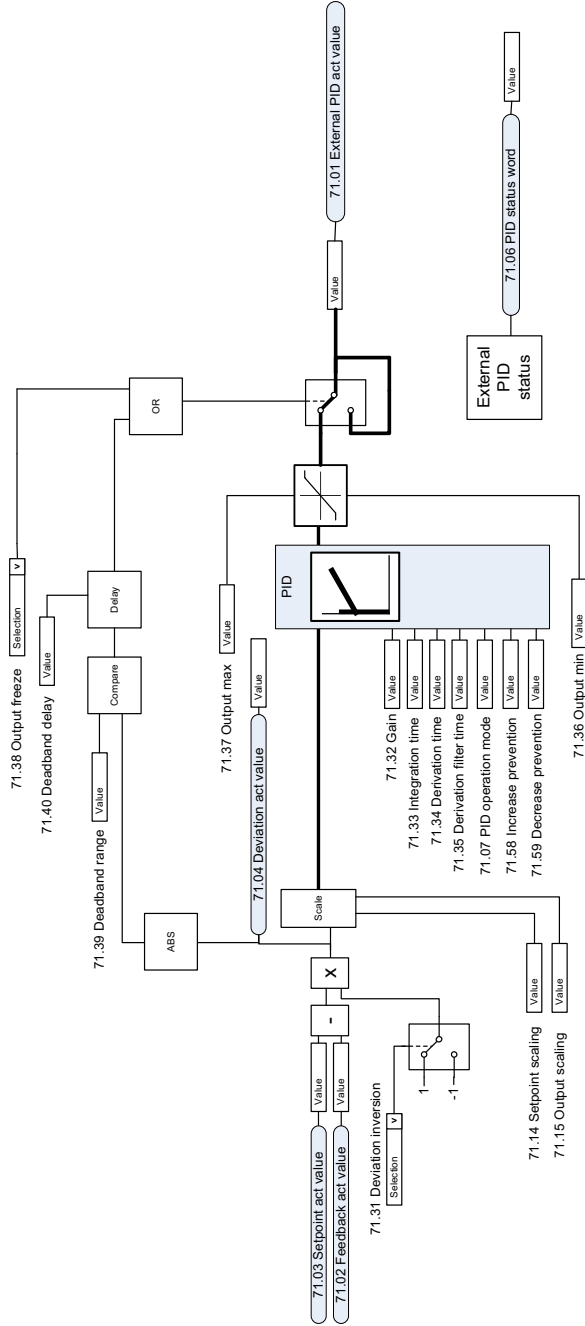 71.38 Output freeze
Selection v
71.40 Deadband delay
Value
71.39 Deadband range
Value
Compare
Delay
OR
ABS
71.04 Deviation act value
Value
71.37 Output max
Value
71.03 Setpoint act value
Value
71.02 Feedback act value
Value
-
X
Scale
PID
Value
71.01 External PID act value
71.31 Deviation inversion
Selection v
1
-1
71.32 Gain
Value
71.33 Integration time
Value
71.34 Derivation time
Value
71.35 Derivation filter time
Value
71.07 PID operation mode
Value
71.58 Increase prevention
Value
71.59 Decrease prevention
Value
71.14 Setpoint scaling
Value
71.15 Output scaling
Value
71.36 Output min
Value
External
PID
status
71.06 PID status word
Value